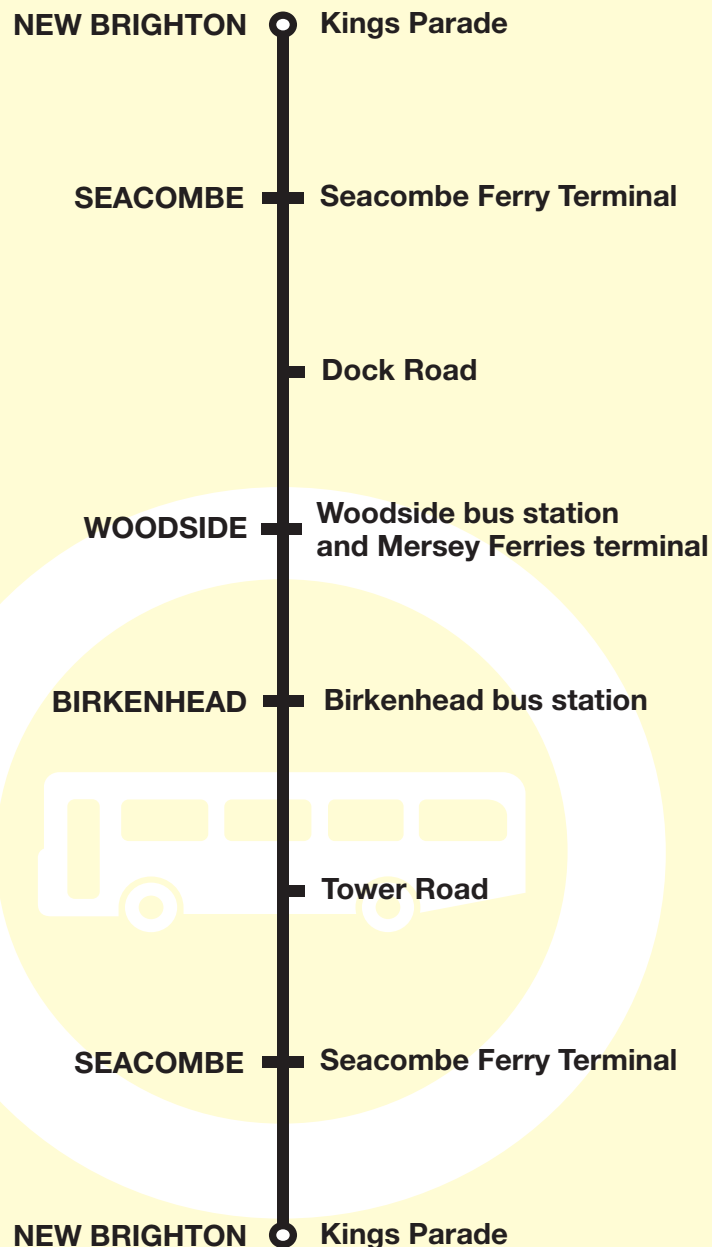 NEW BRIGHTON Kings Parade
SEACOMBE Seacombe Ferry Terminal
Dock Road
WOODSIDE Woodside bus station
and Mersey Ferries terminal
BIRKENHEAD Birkenhead bus station
Tower Road
SEACOMBE Seacombe Ferry Terminal
NEW BRIGHTON Kings Parade